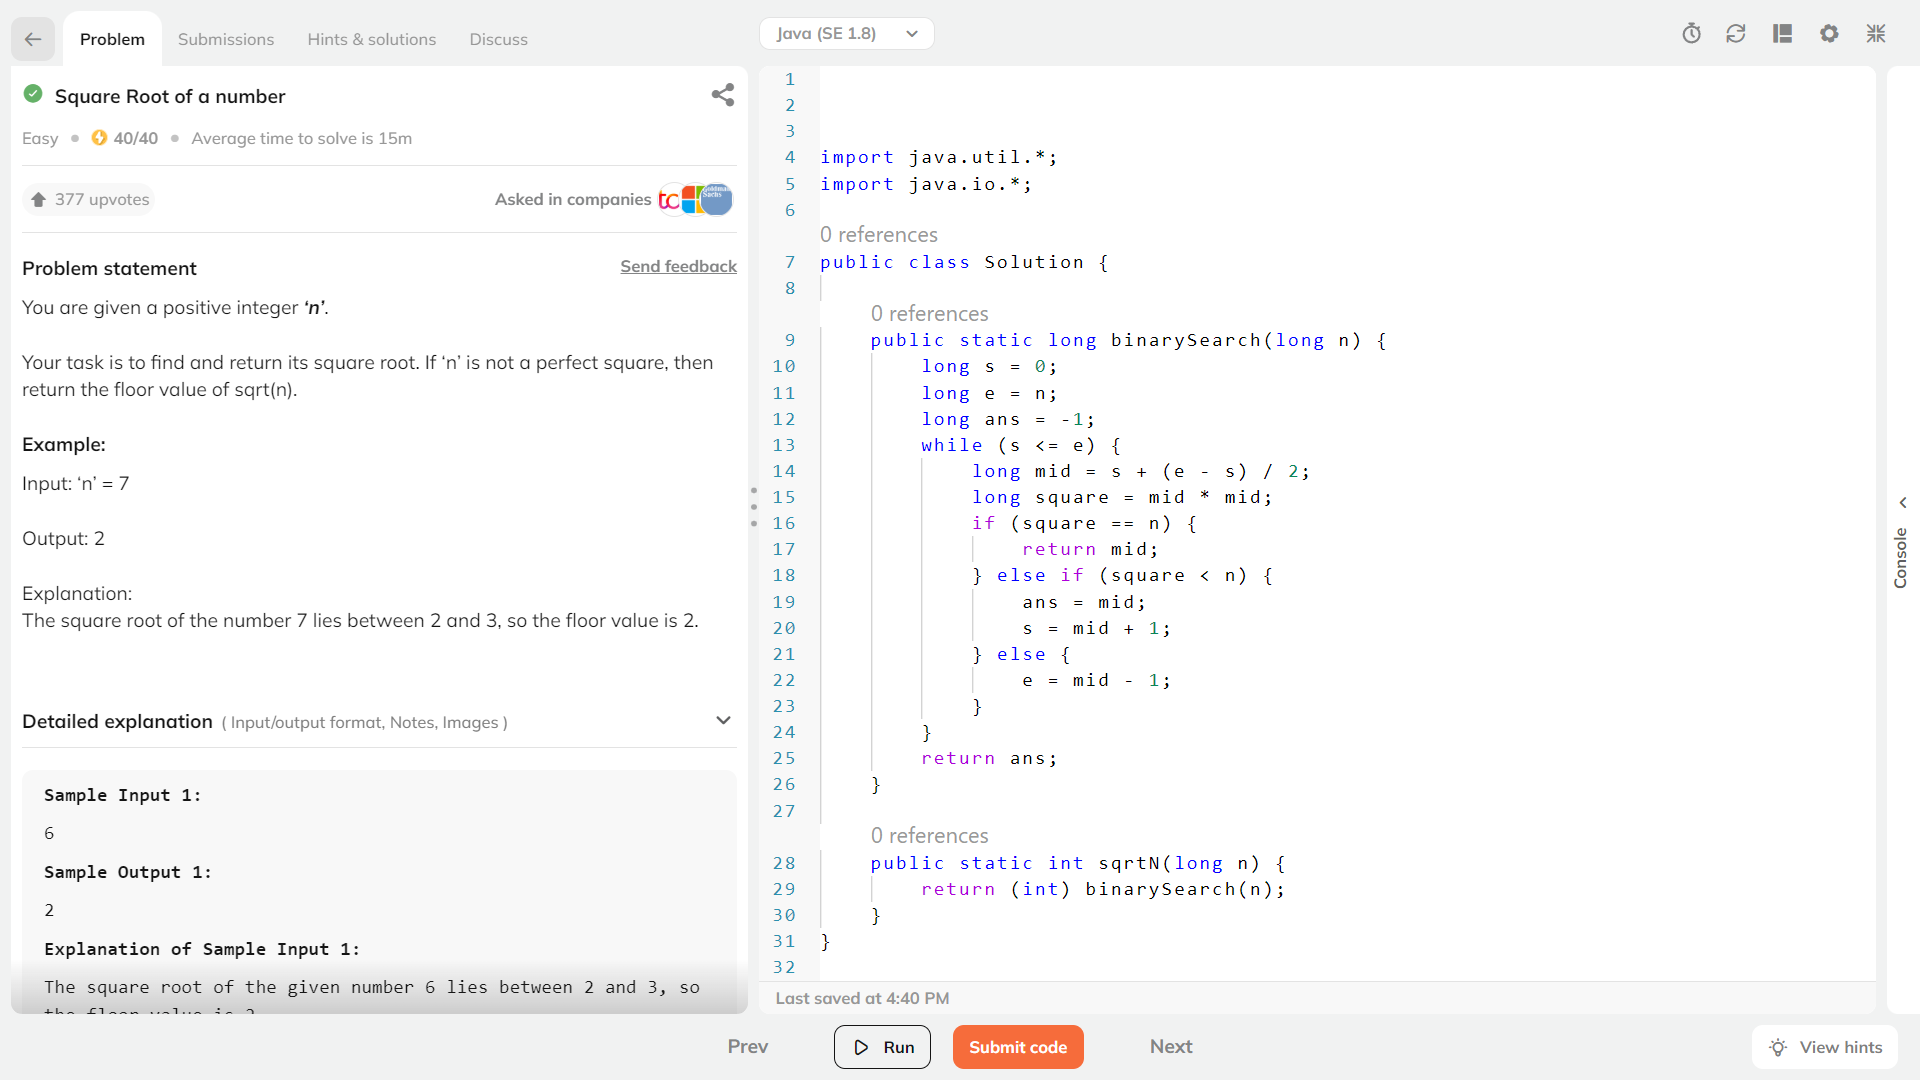 Problem
Submissions
Hints & solutions
Discuss
Java (SE 1.8)
Square Root of a number
Easy • 40/40 • Average time to solve is 15m
377 upvotes
Asked in companies
tc
Goldman
Sachs
Problem statement
Send feedback
You are given a positive integer ‘n’.
Your task is to find and return its square root. If ‘n’ is not a perfect square, then
return the floor value of sqrt(n).
Example:
Input: ‘n’ = 7
Output: 2
Explanation:
The square root of the number 7 lies between 2 and 3, so the floor value is 2.
Detailed explanation ( Input/output format, Notes, Images )
Sample Input 1:
6
Sample Output 1:
2
Explanation of Sample Input 1:
The square root of the given number 6 lies between 2 and 3, so
the floor value is 2
1
2
3
4 import java.util.*;
5 import java.io.*;
6
0 references
7 public class Solution {
8
0 references
9 public static long binarySearch(long n) {
10 long s = 0;
11 long e = n;
12 long ans = -1;
13 while (s <= e) {
14 long mid = s + (e - s) / 2;
15 long square = mid * mid;
16 if (square == n) {
17 return mid;
18 } else if (square < n) {
19 ans = mid;
20 s = mid + 1;
21 } else {
22 e = mid - 1;
23 }
24 }
25 return ans;
26 }
27
0 references
28 public static int sqrtN(long n) {
29 return (int) binarySearch(n);
30 }
31 }
32
Last saved at 4:40 PM
Console
Prev
Run
Submit code
Next
View hints